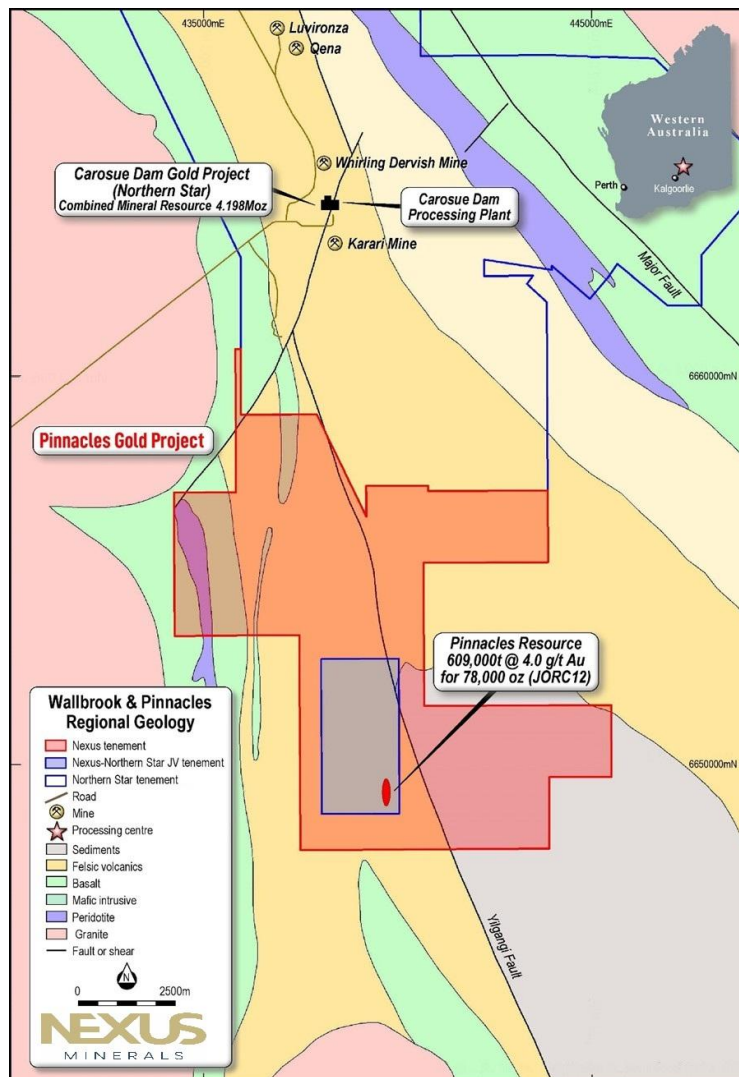 435000mE
445000mE
Luvironza
Qena
Western
Australia
Perth
Kalgoorlie
Whirling Dervish Mine
Carosue Dam Gold Project
(Northern Star)
Combined Mineral Resource 4.198Moz
Carosue Dam
Processing Plant
Karari Mine
Major Fault
6660000mN
Pinnacles Gold Project
Pinnacles Resource
609,000t @ 4.0 g/t Au
for 78,000 oz (JORC12)
Wallbrook & Pinnacles
Regional Geology
Nexus tenement
Nexus-Northern Star JV tenement
Northern Star tenement
Road
Mine
Processing centre
Sediments
Felsic volcanics
Basalt
Mafic intrusive
Peridotite
Granite
Fault or shear
6650000mN
Yilgangi Fault
N
0 2500m
NEXUS
MINERALS